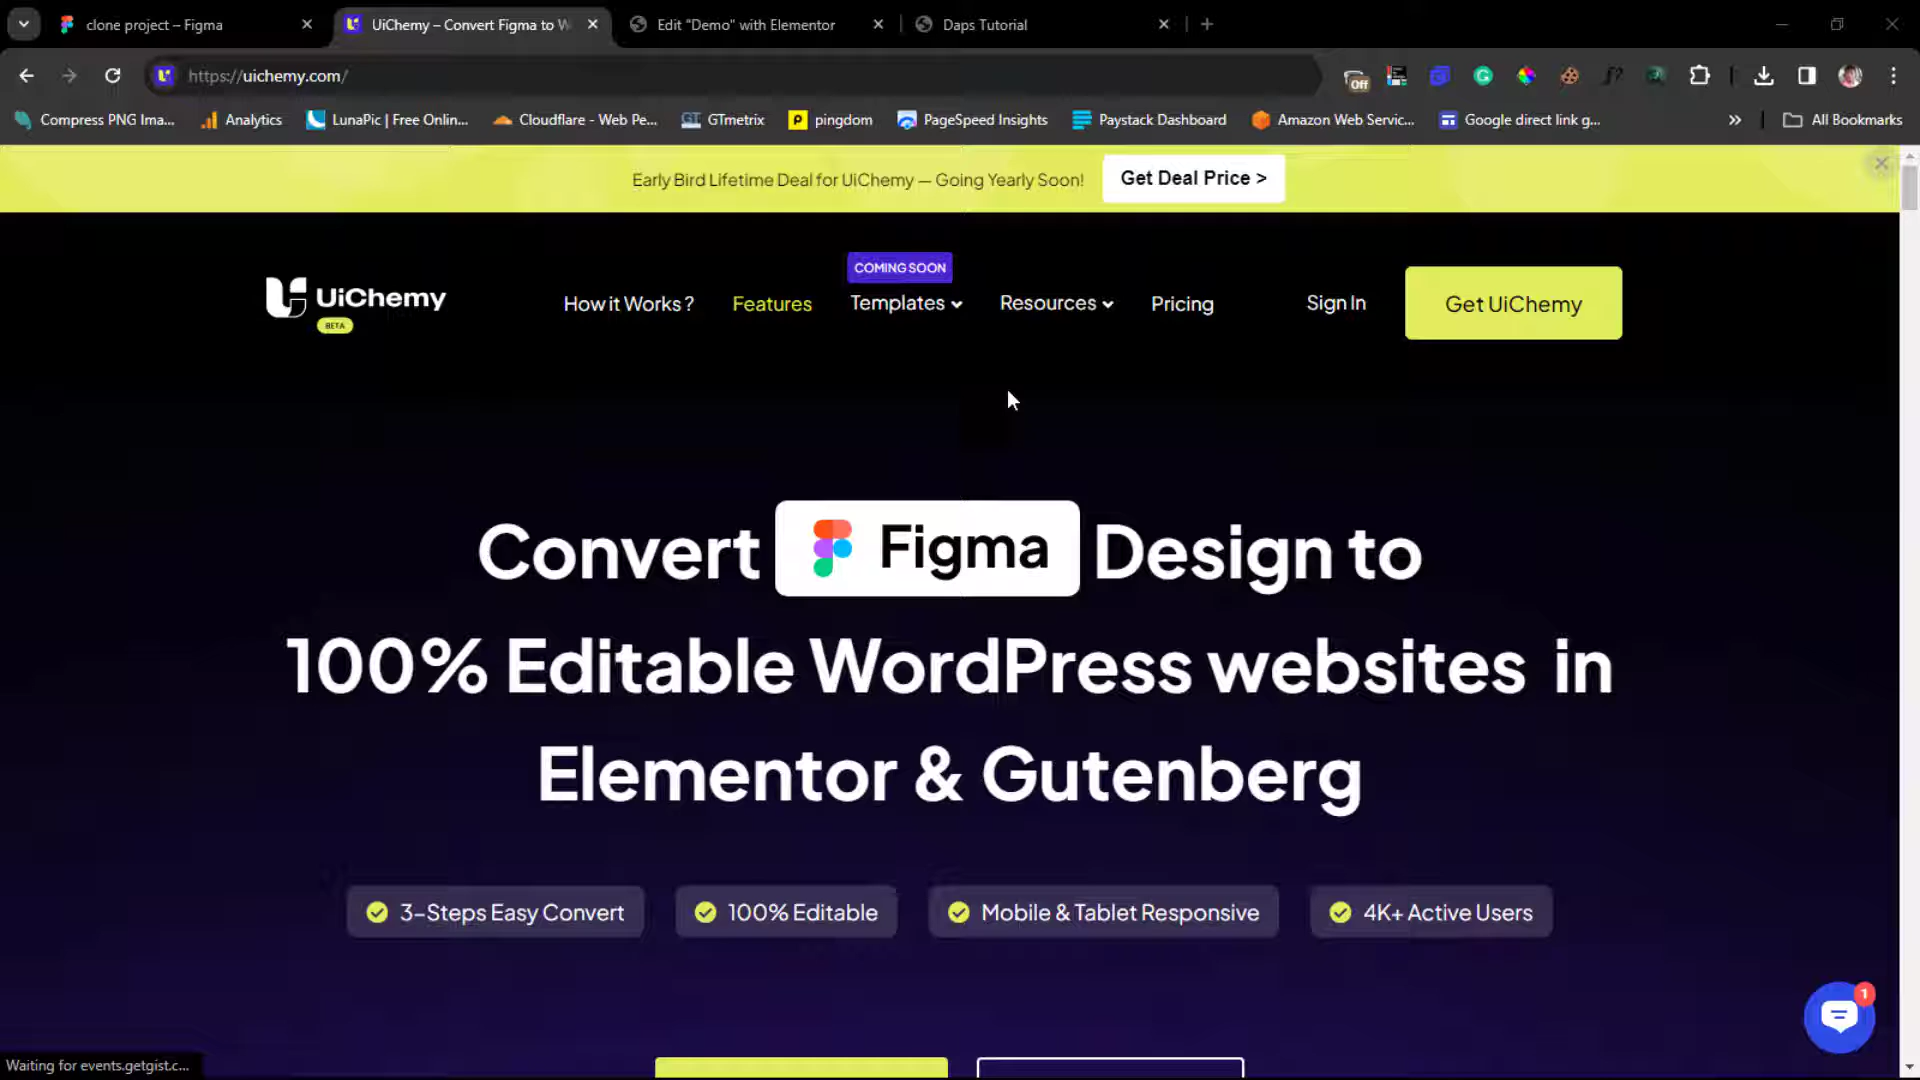 clone project – Figma
UiChemy – Convert Figma to W
Edit "Demo" with Elementor
Daps Tutorial
https://uichemy.com/
Off
Compress PNG Ima...
Analytics
LunaPic | Free Onlin...
Cloudflare - Web Pe...
GTmetrix
pingdom
PageSpeed Insights
Paystack Dashboard
Amazon Web Servic...
Google direct link g...
All Bookmarks
Early Bird Lifetime Deal for UiChemy — Going Yearly Soon!
Get Deal Price >
UiChemy
BETA
How it Works ?
Features
COMING SOON
Templates
Resources
Pricing
Sign In
Get UiChemy
Convert Figma Design to
100% Editable WordPress websites in
Elementor & Gutenberg
3-Steps Easy Convert
100% Editable
Mobile & Tablet Responsive
4K+ Active Users
1
Waiting for events.getgist.c...